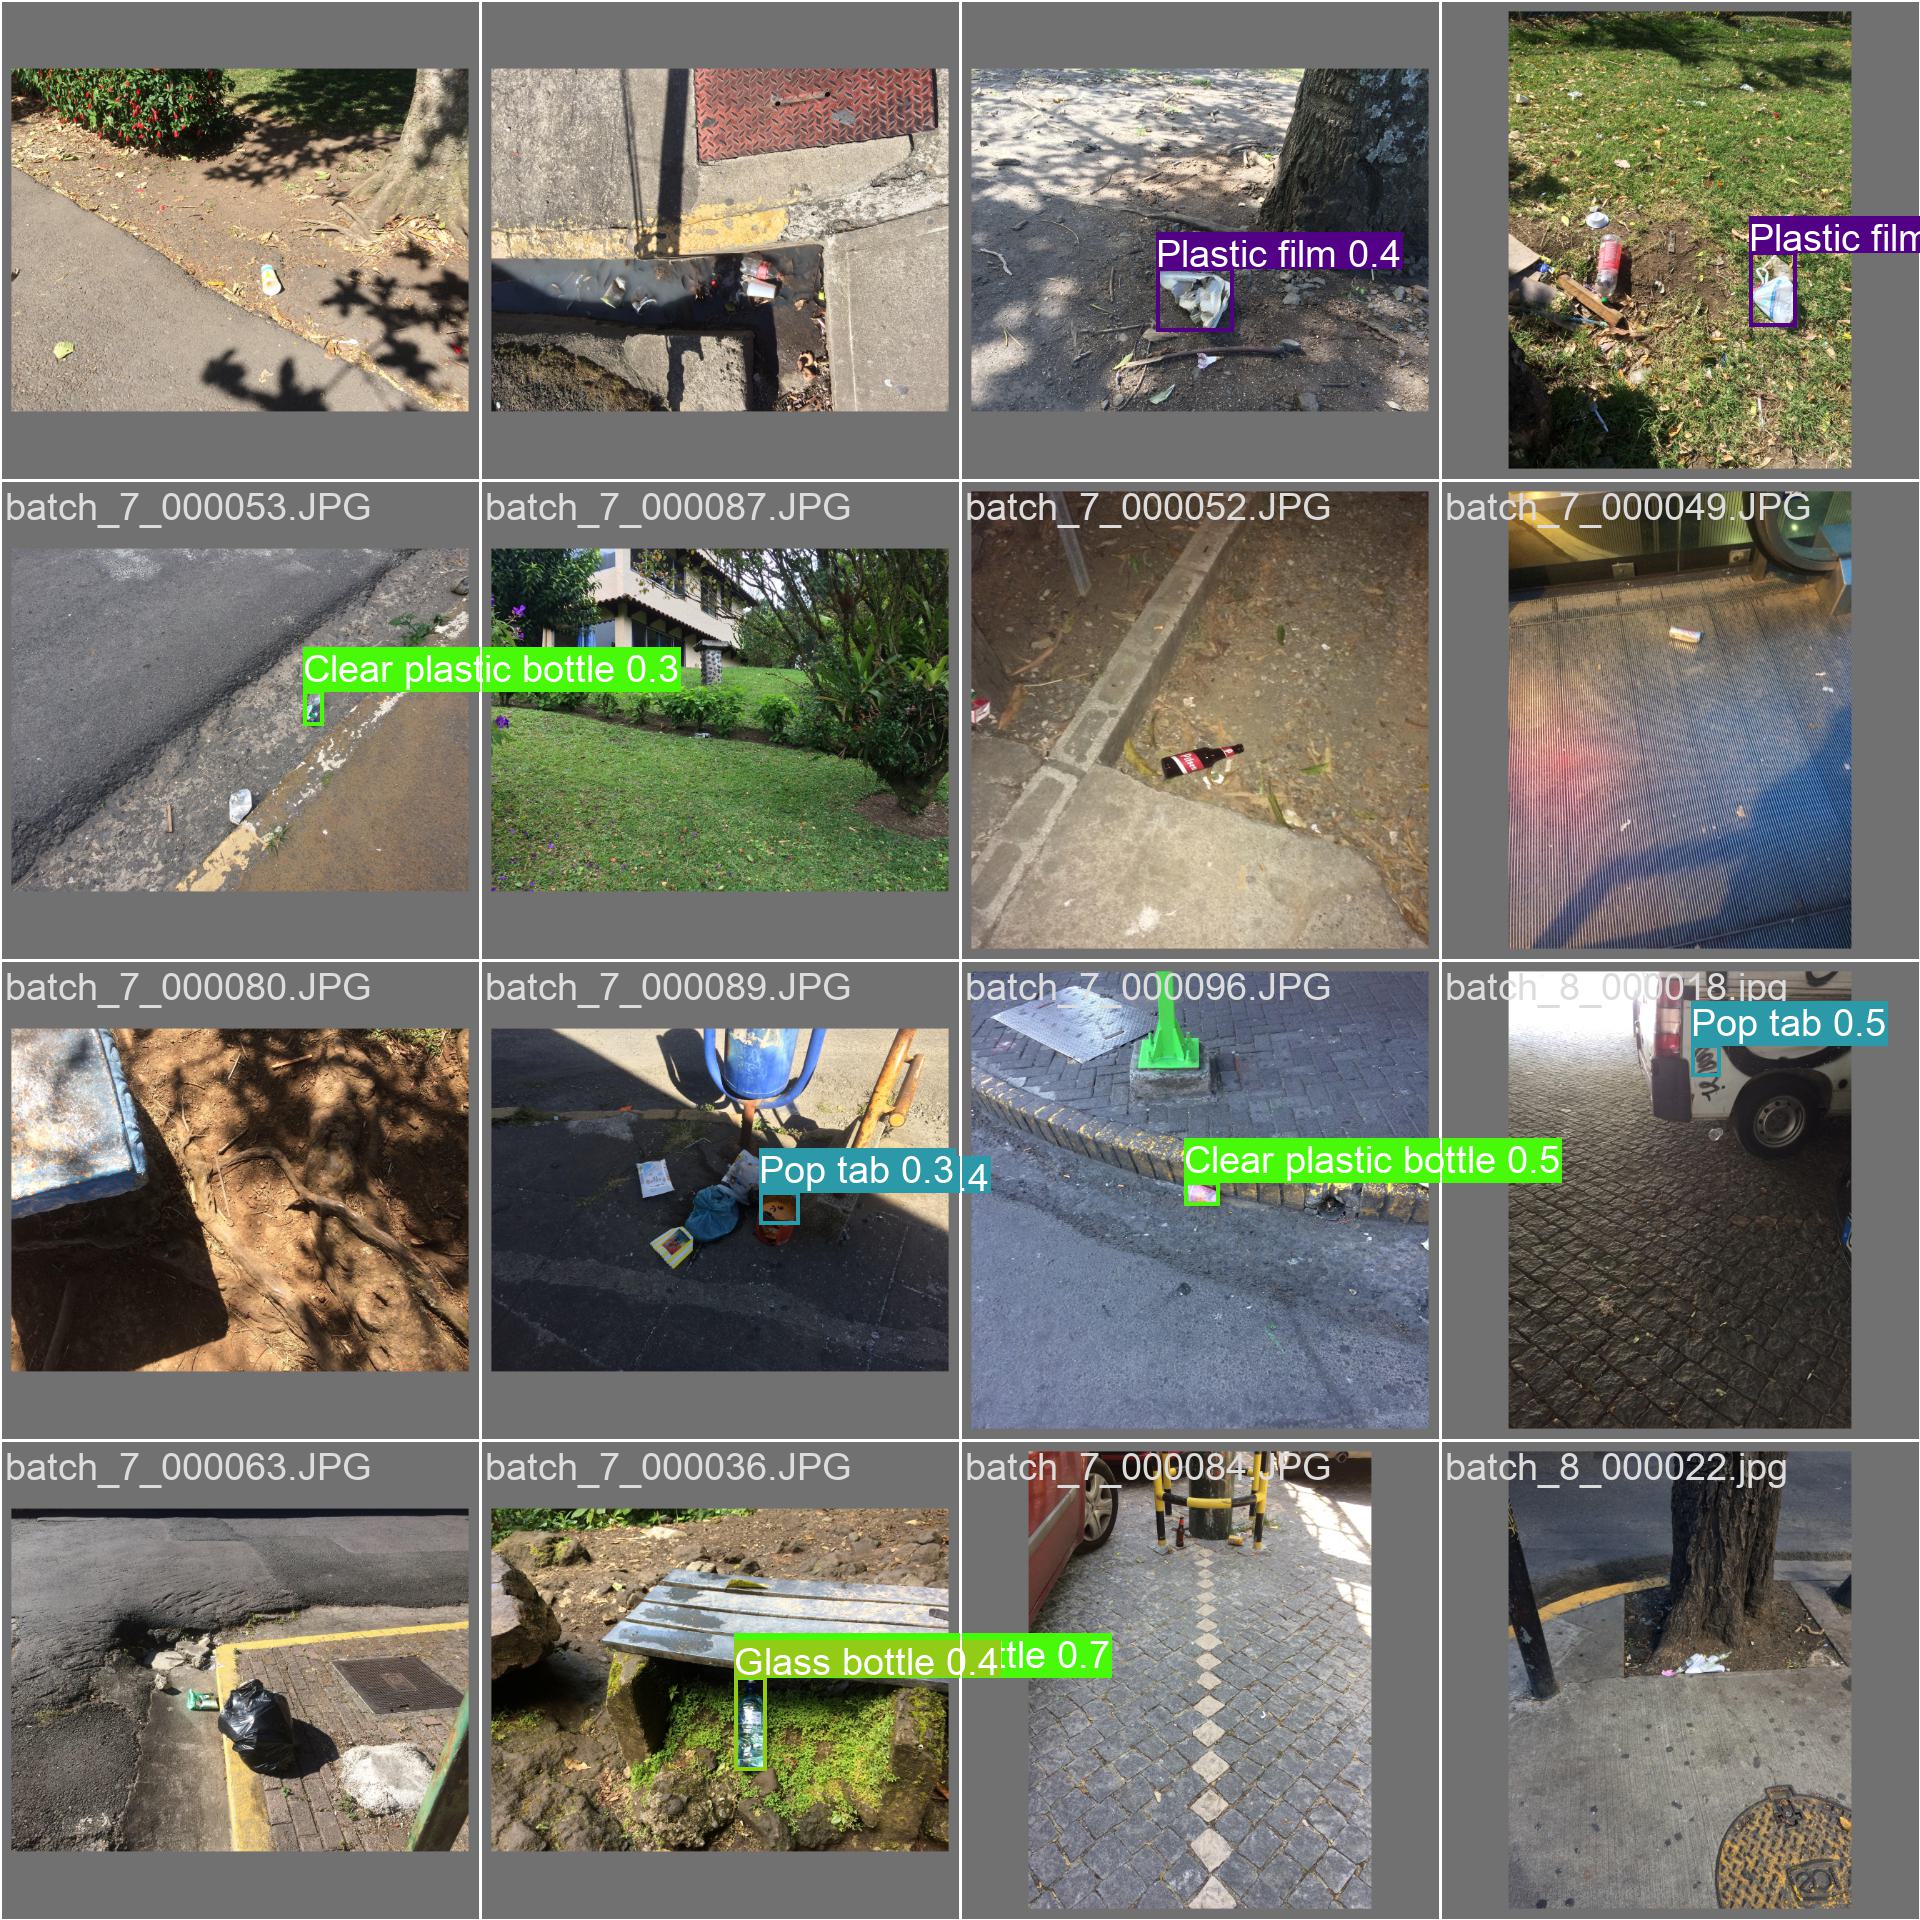 Plastic film 0.4
Plastic film
batch_7_000053.JPG
batch_7_000087.JPG
batch_7_000052.JPG
batch_7_000049.JPG
Clear plastic bottle 0.3
Pilsen
batch_7_000080.JPG
batch_7_000089.JPG
batch_7_000096.JPG
batch_8_000018.jpg
Pop tab 0.5
Clear plastic bottle 0.5
Pop tab 0.3
.4
batch_7_000063.JPG
batch_7_000036.JPG
batch_7_000084.JPG
batch_8_000022.jpg
Glass bottle 0.4
ttle 0.7